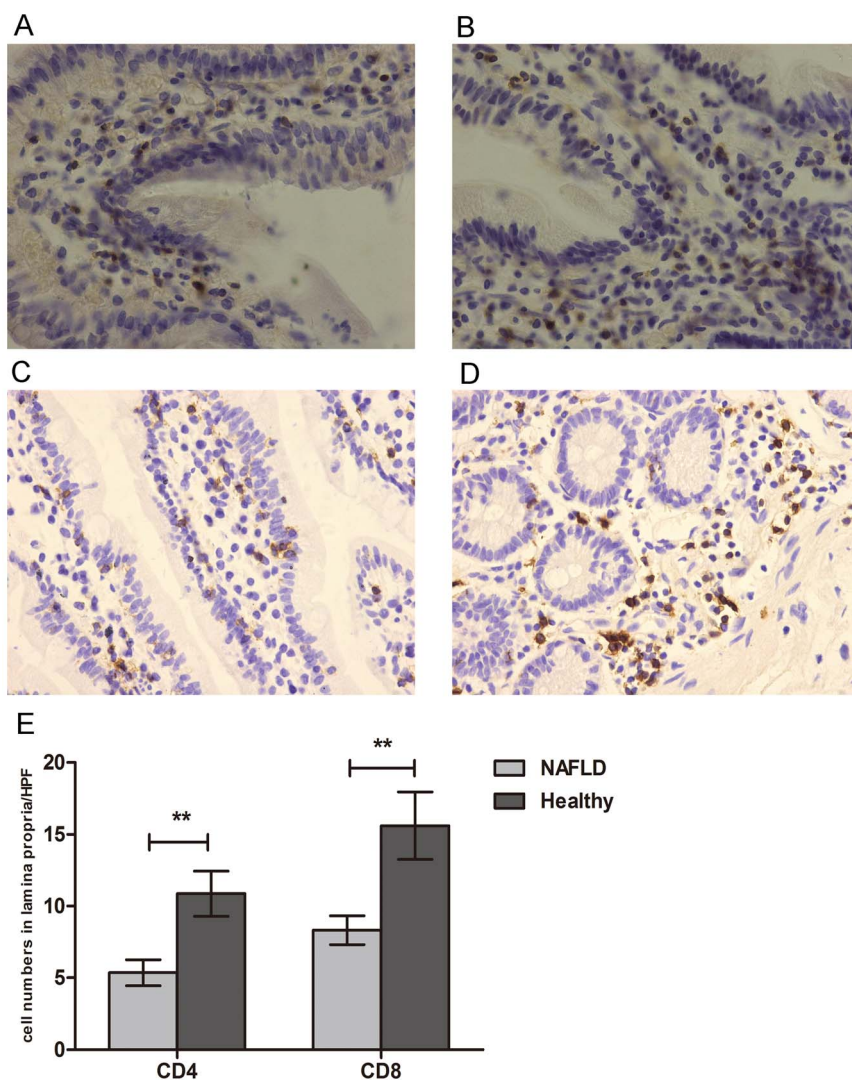 A
B
C
D
E
cell numbers in lamina propria/HPF
20
15
10
5
0
**
**
CD4
CD8
NAFLD
Healthy